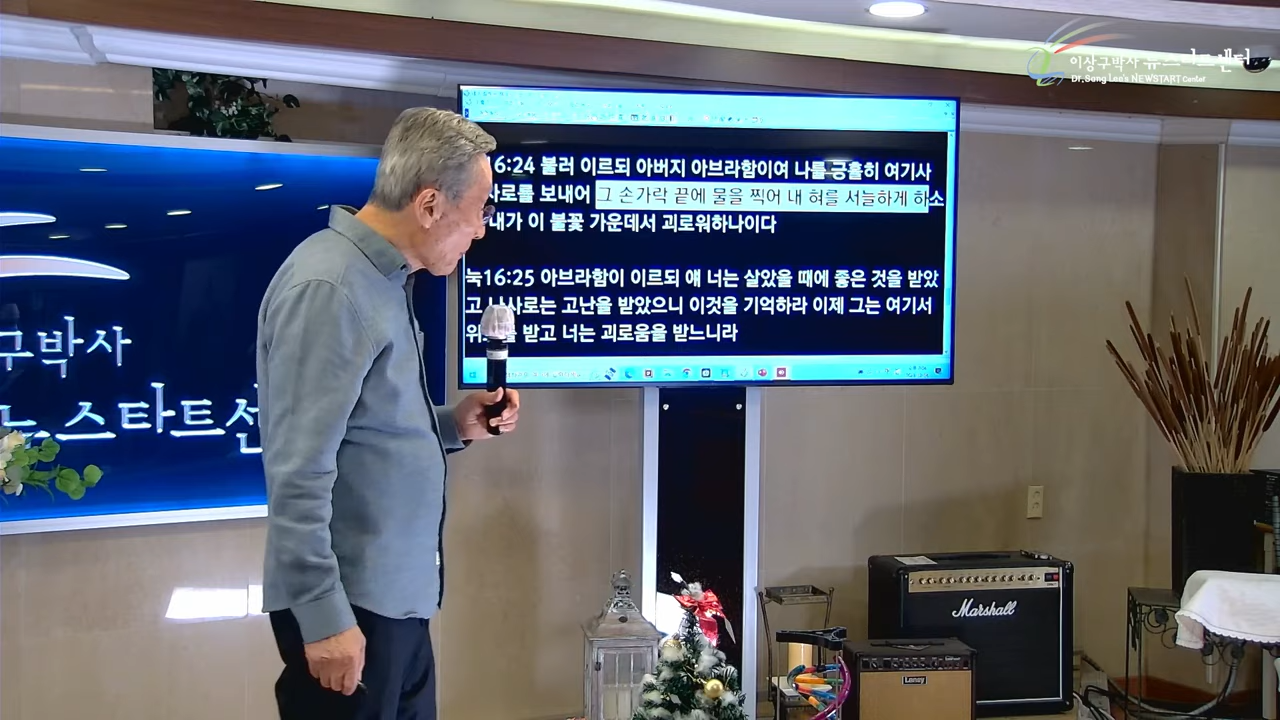 이상구박사 뉴스타트센터
Dr. Sang Lee's NEWSTART Center
16:24 불러 이르되 아버지 아브라함이여 나를 긍휼히 여기사
사로를 보내어 그 손가락 끝에 물을 찍어 내 혀를 서늘하게 하소
내가 이 불꽃 가운데서 괴로워하나이다
눅16:25 아브라함이 이르되 얘 너는 살았을 때에 좋은 것을 받았
고 나사로는 고난을 받았으니 이것을 기억하라 이제 그는 여기서
위로를 받고 너는 괴로움을 받느니라
구박사
뉴스타트센
Marshall
Laney